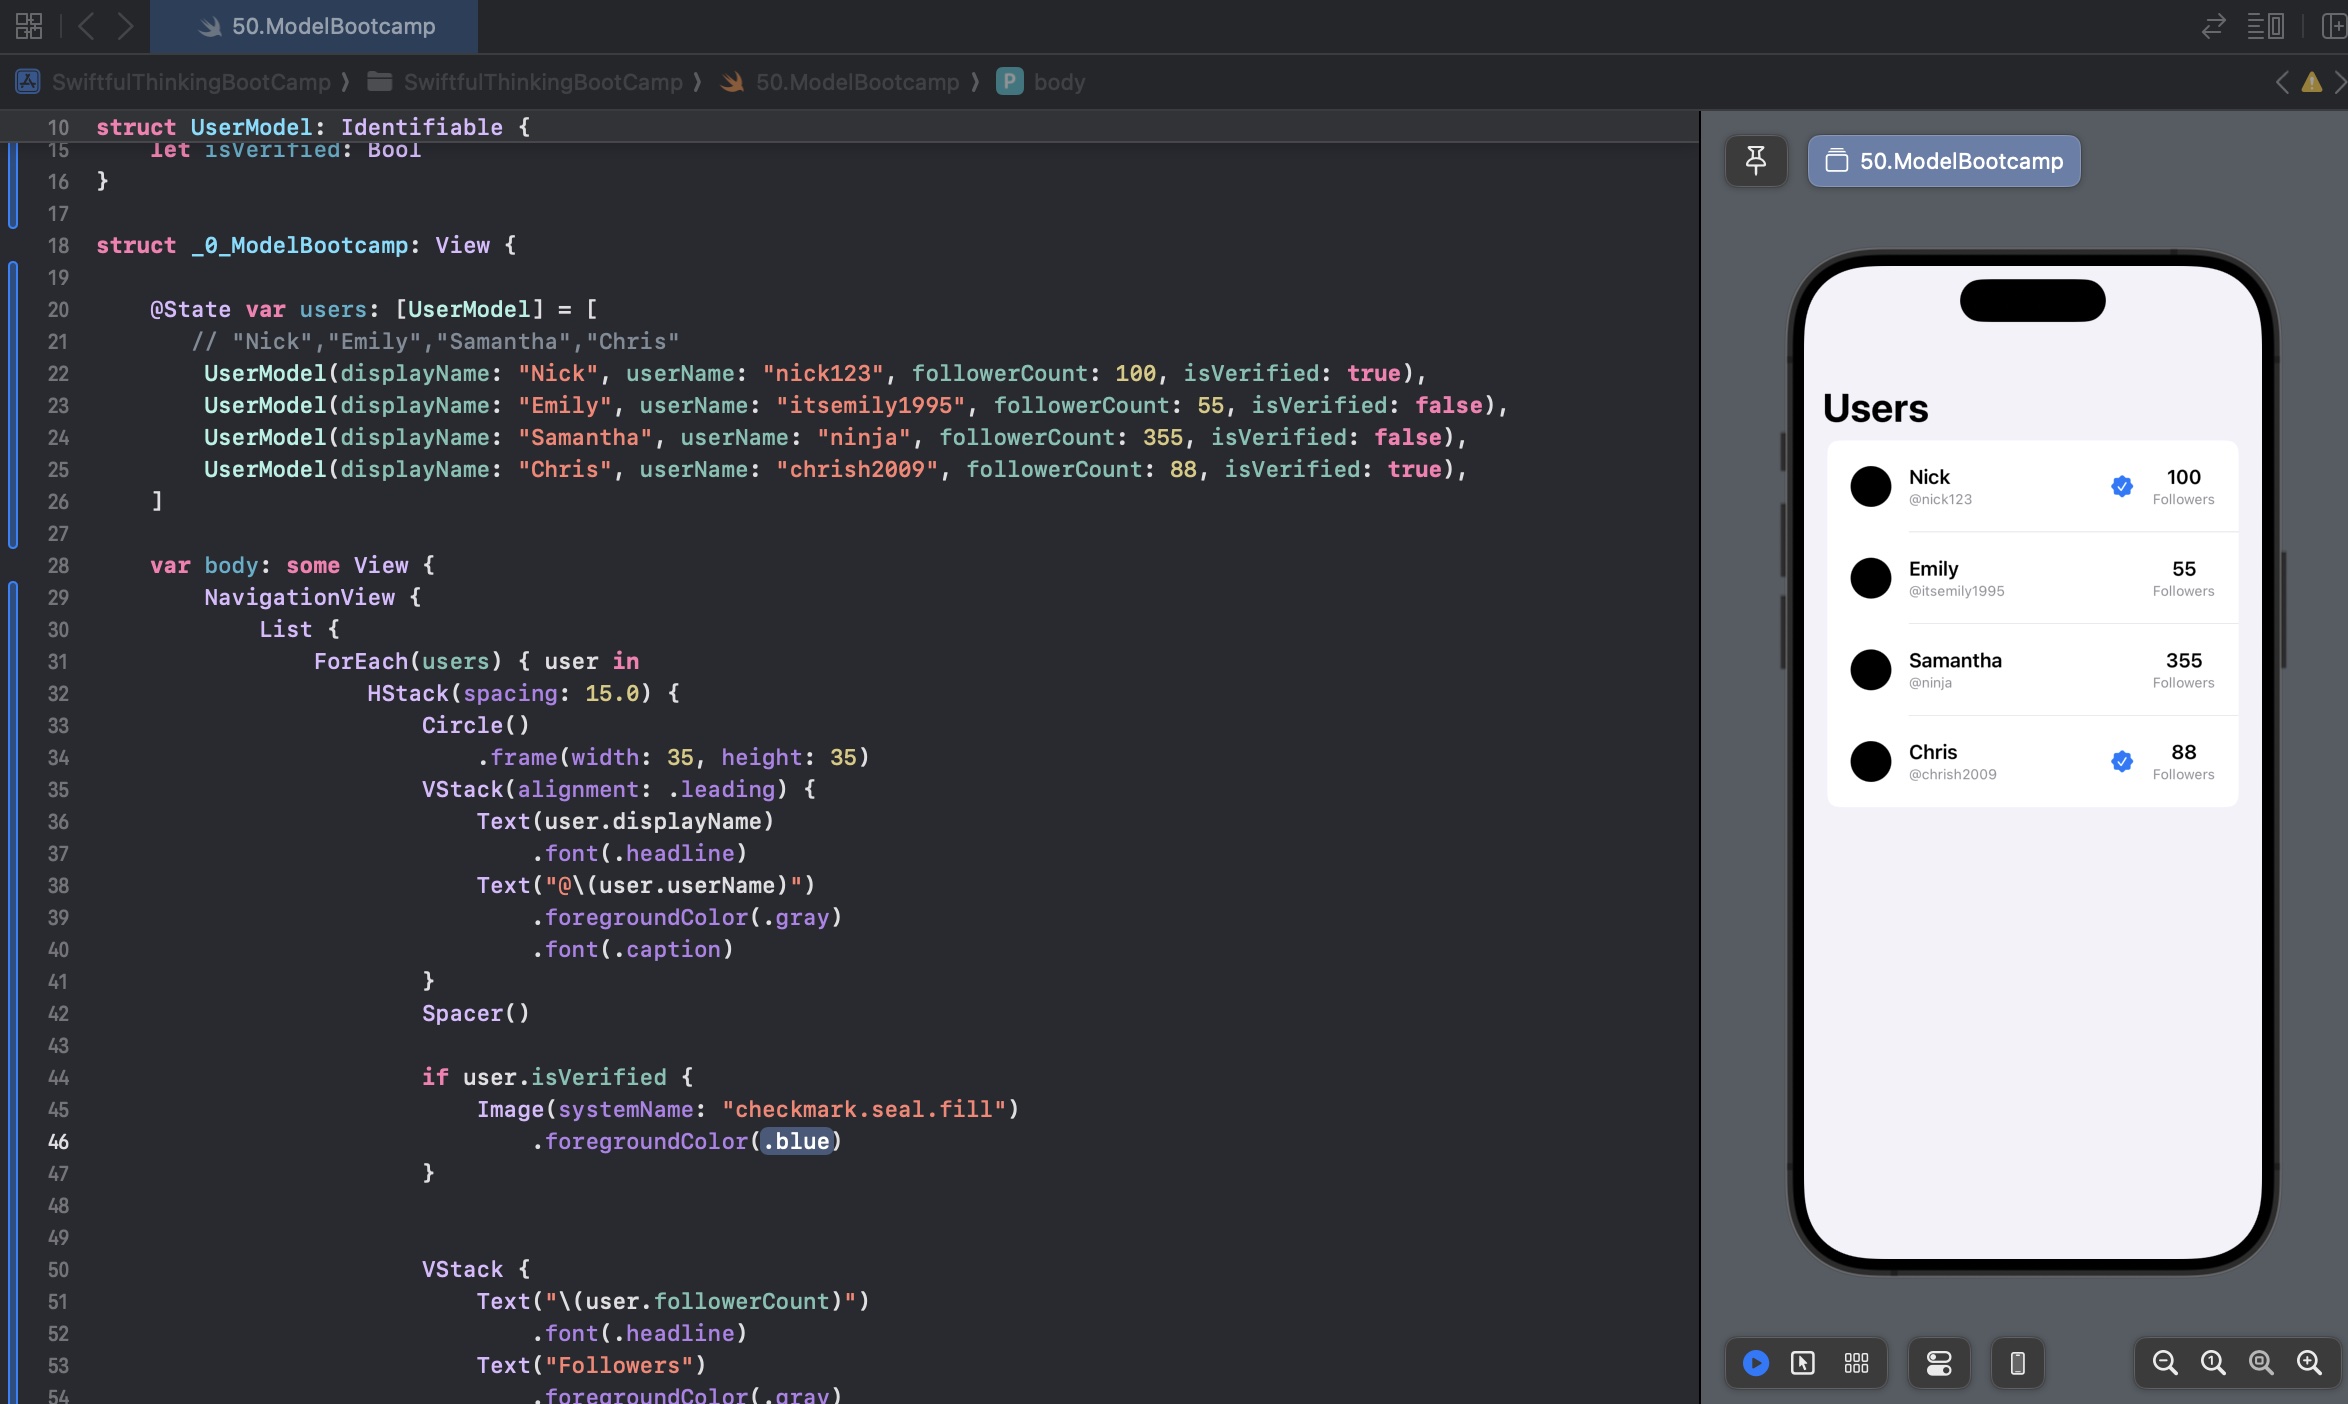 50.ModelBootcamp
SwiftfulThinkingBootCamp ⟩ SwiftfulThinkingBootCamp ⟩ 50.ModelBootcamp ⟩ P body
10 struct UserModel: Identifiable {
15     let isVerified: Bool
16 }
17
18 struct _0_ModelBootcamp: View {
19
20     @State var users: [UserModel] = [
21        // "Nick","Emily","Samantha","Chris"
22         UserModel(displayName: "Nick", userName: "nick123", followerCount: 100, isVerified: true),
23         UserModel(displayName: "Emily", userName: "itsemily1995", followerCount: 55, isVerified: false),
24         UserModel(displayName: "Samantha", userName: "ninja", followerCount: 355, isVerified: false),
25         UserModel(displayName: "Chris", userName: "chrish2009", followerCount: 88, isVerified: true),
26     ]
27
28     var body: some View {
29         NavigationView {
30             List {
31                 ForEach(users) { user in
32                     HStack(spacing: 15.0) {
33                         Circle()
34                             .frame(width: 35, height: 35)
35                         VStack(alignment: .leading) {
36                             Text(user.displayName)
37                                 .font(.headline)
38                             Text("@\(user.userName)")
39                                 .foregroundColor(.gray)
40                                 .font(.caption)
41                         }
42                         Spacer()
43
44                         if user.isVerified {
45                             Image(systemName: "checkmark.seal.fill")
46                                 .foregroundColor(.blue)
47                         }
48
49
50                         VStack {
51                             Text("\(user.followerCount)")
52                                 .font(.headline)
53                             Text("Followers")
54                                 .foregroundColor(.gray)
50.ModelBootcamp
Users
Nick
@nick123
100
Followers
Emily
@itsemily1995
55
Followers
Samantha
@ninja
355
Followers
Chris
@chrish2009
88
Followers